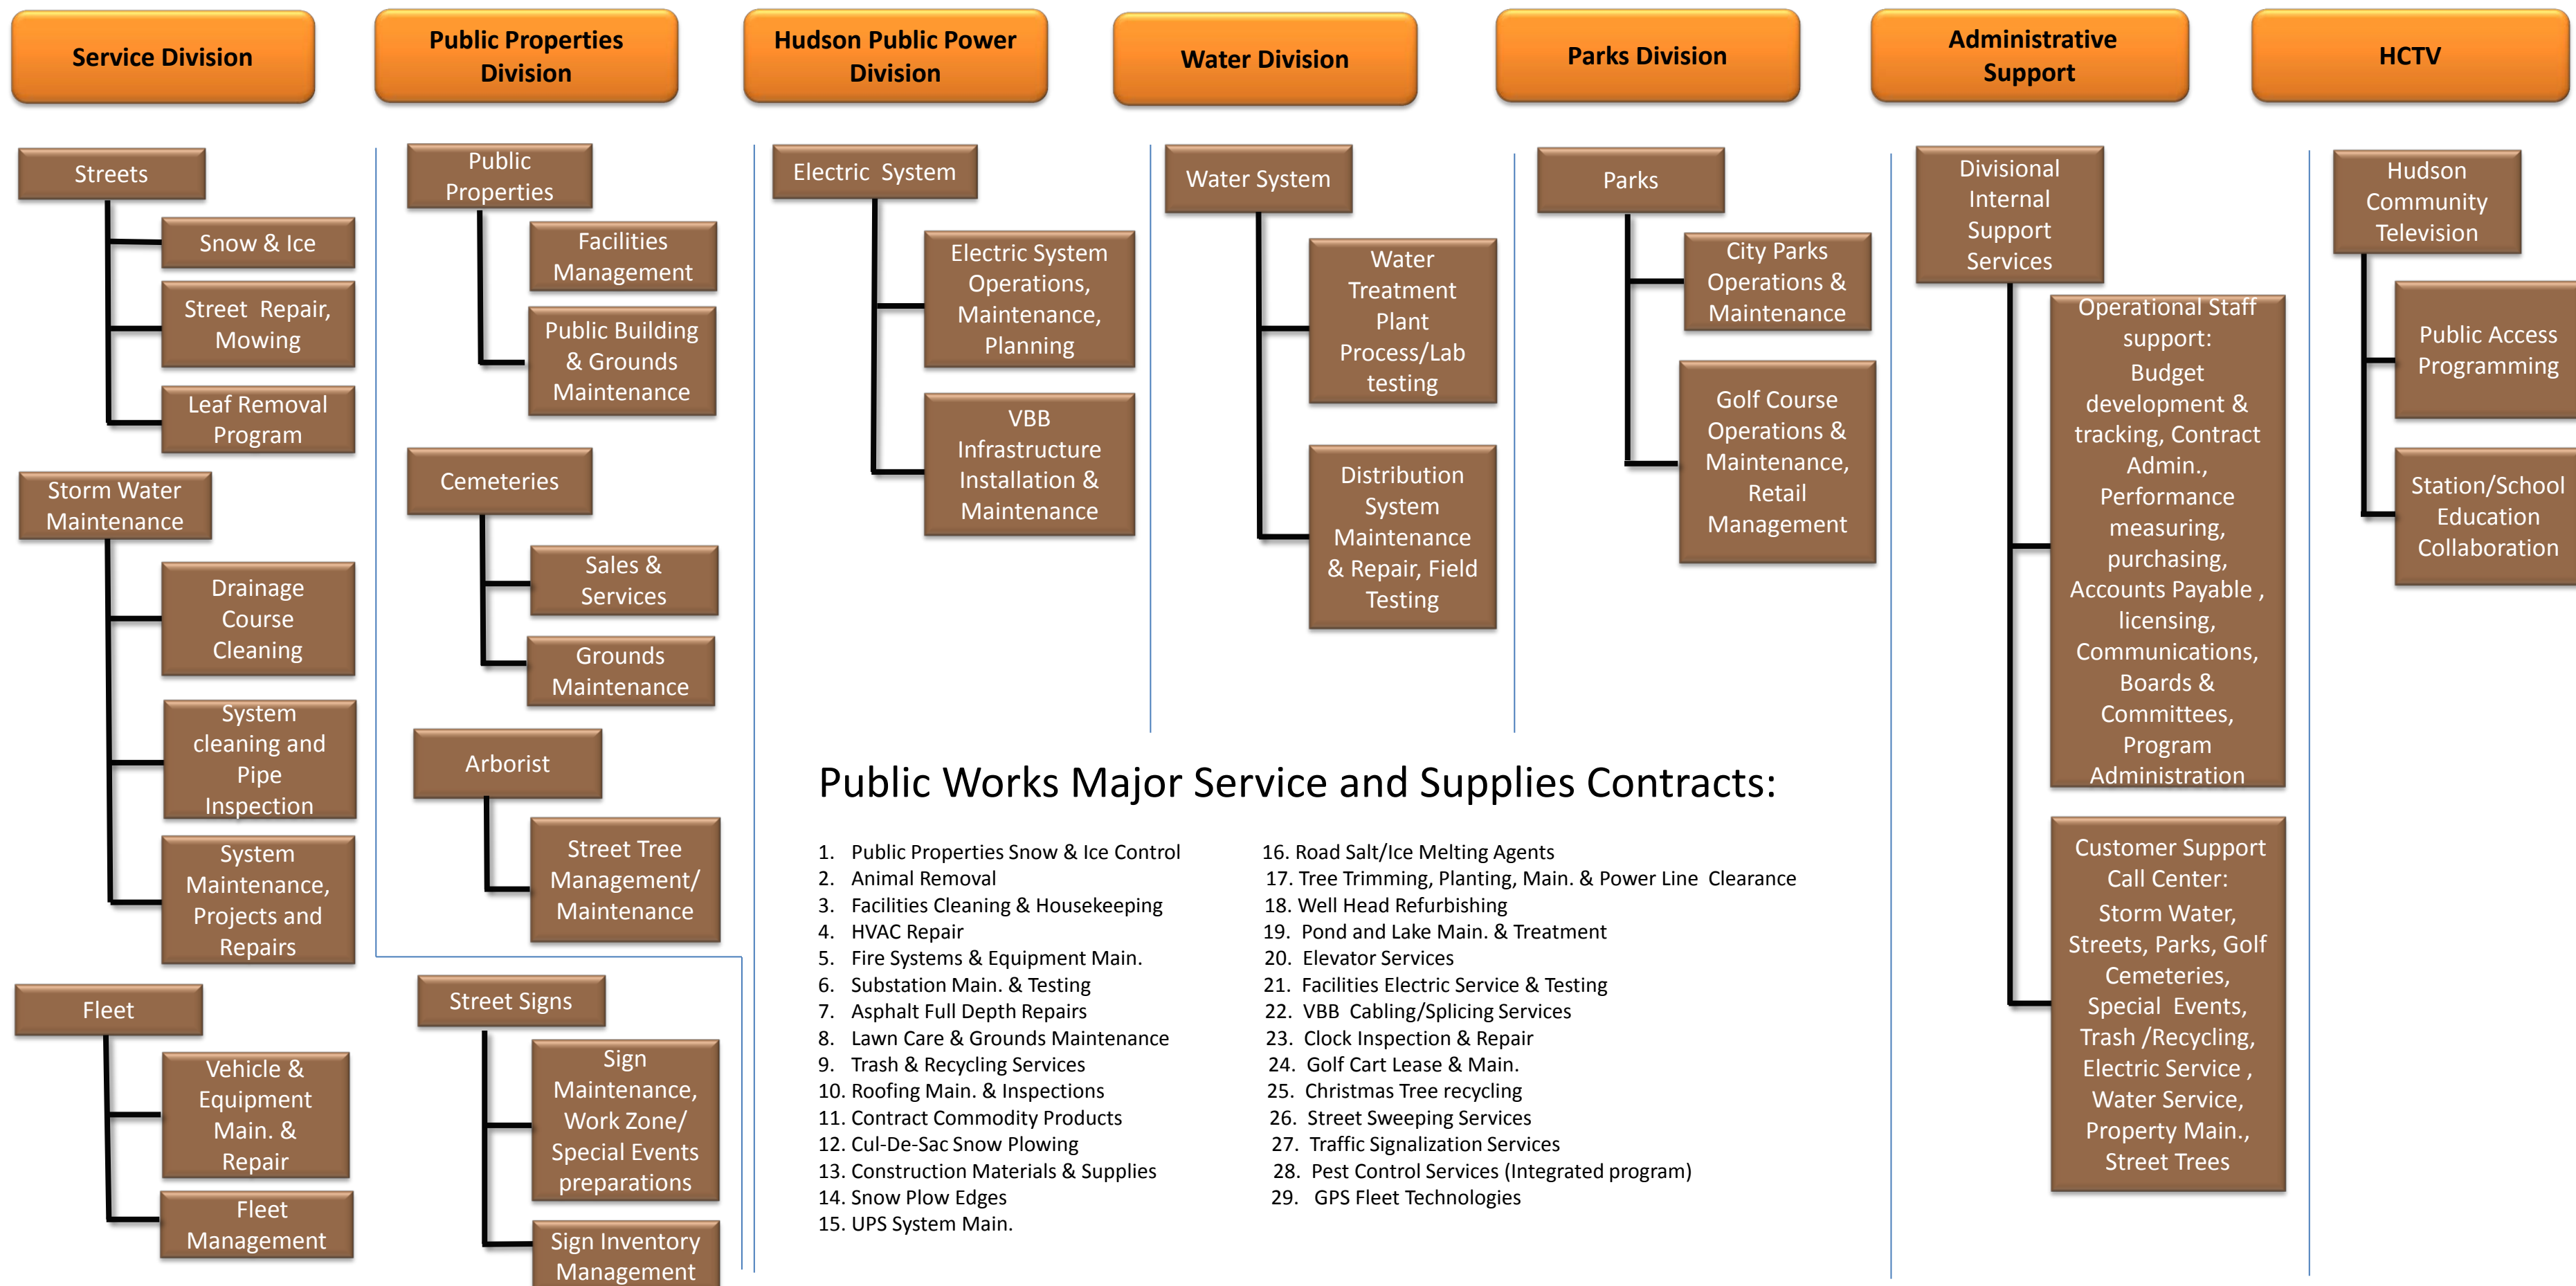 Service Division
Public Properties
Division
Hudson Public Power
Division
Water Division
Parks Division
Administrative
Support
HCTV
Streets
Snow & Ice
Street Repair,
Mowing
Leaf Removal
Program
Storm Water
Maintenance
Drainage
Course
Cleaning
System
cleaning and
Pipe
Inspection
System
Maintenance,
Projects and
Repairs
Fleet
Vehicle &
Equipment
Main. &
Repair
Fleet
Management
Public
Properties
Facilities
Management
Public Building
& Grounds
Maintenance
Cemeteries
Sales &
Services
Grounds
Maintenance
Arborist
Street Tree
Management/
Maintenance
Street Signs
Sign
Maintenance,
Work Zone/
Special Events
preparations
Sign Inventory
Management
Electric System
Electric System
Operations,
Maintenance,
Planning
VBB
Infrastructure
Installation &
Maintenance
Water System
Water
Treatment
Plant
Process/Lab
testing
Distribution
System
Maintenance
& Repair, Field
Testing
Parks
City Parks
Operations &
Maintenance
Golf Course
Operations &
Maintenance,
Retail
Management
Divisional
Internal
Support
Services
Operational Staff
support:
Budget
development &
tracking, Contract
Admin.,
Performance
measuring,
purchasing,
Accounts Payable ,
licensing,
Communications,
Boards &
Committees,
Program
Administration
Customer Support
Call Center:
Storm Water,
Streets, Parks, Golf
Cemeteries,
Special Events,
Trash /Recycling,
Electric Service ,
Water Service,
Property Main.,
Street Trees
Hudson
Community
Television
Public Access
Programming
Station/School
Education
Collaboration
Public Works Major Service and Supplies Contracts:
1. Public Properties Snow & Ice Control
2. Animal Removal
3. Facilities Cleaning & Housekeeping
4. HVAC Repair
5. Fire Systems & Equipment Main.
6. Substation Main. & Testing
7. Asphalt Full Depth Repairs
8. Lawn Care & Grounds Maintenance
9. Trash & Recycling Services
10. Roofing Main. & Inspections
11. Contract Commodity Products
12. Cul-De-Sac Snow Plowing
13. Construction Materials & Supplies
14. Snow Plow Edges
15. UPS System Main.
16. Road Salt/Ice Melting Agents
17. Tree Trimming, Planting, Main. & Power Line Clearance
18. Well Head Refurbishing
19. Pond and Lake Main. & Treatment
20. Elevator Services
21. Facilities Electric Service & Testing
22. VBB Cabling/Splicing Services
23. Clock Inspection & Repair
24. Golf Cart Lease & Main.
25. Christmas Tree recycling
26. Street Sweeping Services
27. Traffic Signalization Services
28. Pest Control Services (Integrated program)
29. GPS Fleet Technologies